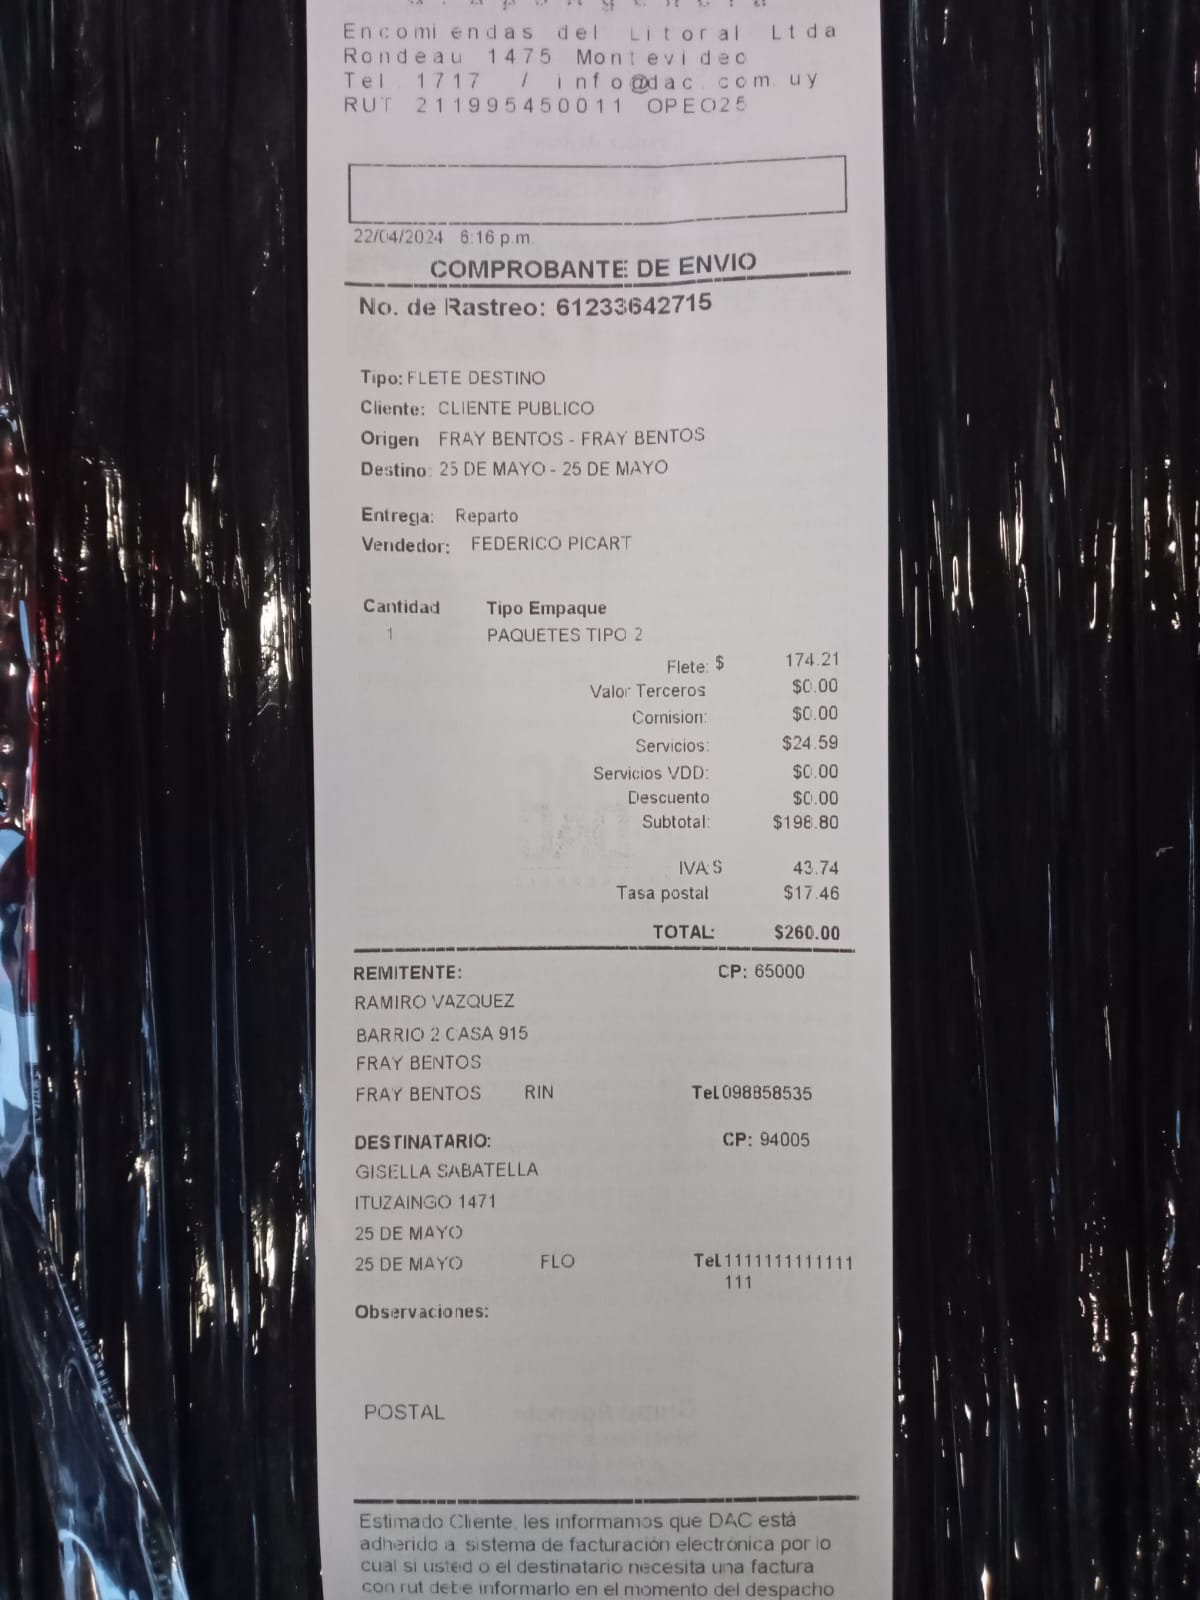 Encomiendas del Litoral Ltda
Rondeau 1475 Montevideo
Tel. 1717 / info@dac.com.uy
RUT 211995450011 OPEO25
22/04/2024 6:16 p.m.
COMPROBANTE DE ENVIO
No. de Rastreo: 61233642715
Tipo: FLETE DESTINO
Cliente: CLIENTE PUBLICO
Origen FRAY BENTOS - FRAY BENTOS
Destino: 25 DE MAYO - 25 DE MAYO
Entrega: Reparto
Vendedor: FEDERICO PICART
Cantidad Tipo Empaque
1 PAQUETES TIPO 2
Flete: $ 174.21
Valor Terceros $0.00
Comision: $0.00
Servicios: $24.59
Servicios VDD: $0.00
Descuento $0.00
Subtotal: $198.80
IVA:$ 43.74
Tasa postal $17.46
TOTAL: $260.00
REMITENTE: CP: 65000
RAMIRO VAZQUEZ
BARRIO 2 CASA 915
FRAY BENTOS
FRAY BENTOS RIN Tel.098858535
DESTINATARIO: CP: 94005
GISELLA SABATELLA
ITUZAINGO 1471
25 DE MAYO
25 DE MAYO FLO Tel.1111111111111
111
Observaciones:
POSTAL
Estimado Cliente, les informamos que DAC está
adherido a sistema de facturación electrónica por lo
cual si usted o el destinatario necesita una factura
con rut debe informarlo en el momento del despacho